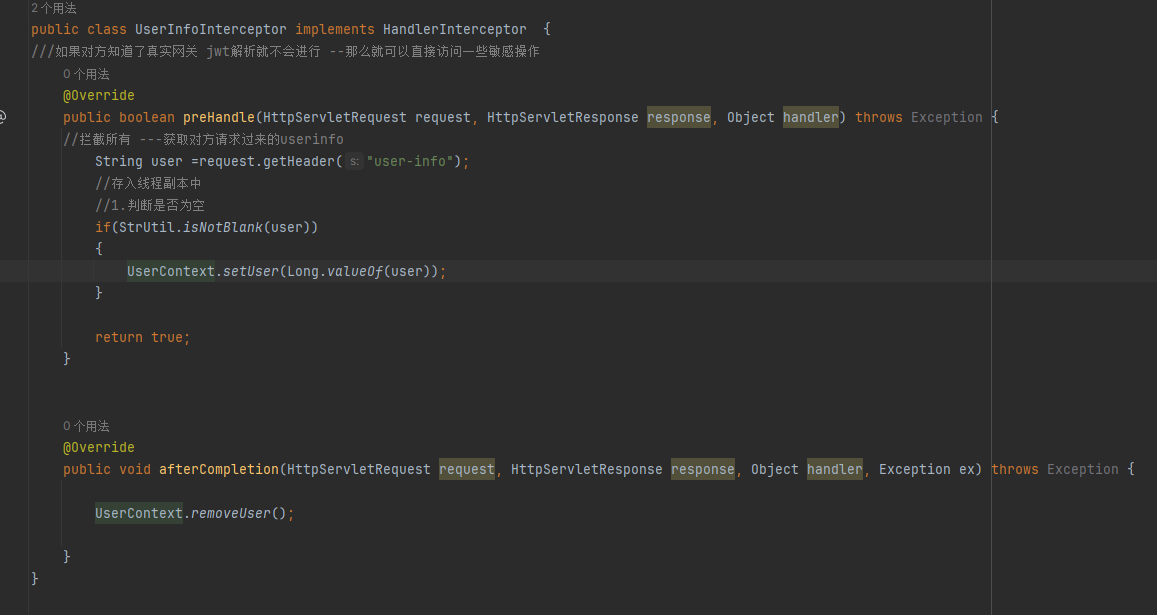 2个用法
public class UserInfoInterceptor implements HandlerInterceptor  {
///如果对方知道了真实网关 jwt解析就不会进行 --那么就可以直接访问一些敏感操作
0个用法
@Override
public boolean preHandle(HttpServletRequest request, HttpServletResponse response, Object handler) throws Exception {
//拦截所有 ---获取对方请求过来的userinfo
String user =request.getHeader( s: "user-info");
//存入线程副本中
//1.判断是否为空
if(StrUtil.isNotBlank(user))
{
UserContext.setUser(Long.valueOf(user));
}
return true;
}
0个用法
@Override
public void afterCompletion(HttpServletRequest request, HttpServletResponse response, Object handler, Exception ex) throws Exception {
UserContext.removeUser();
}
}